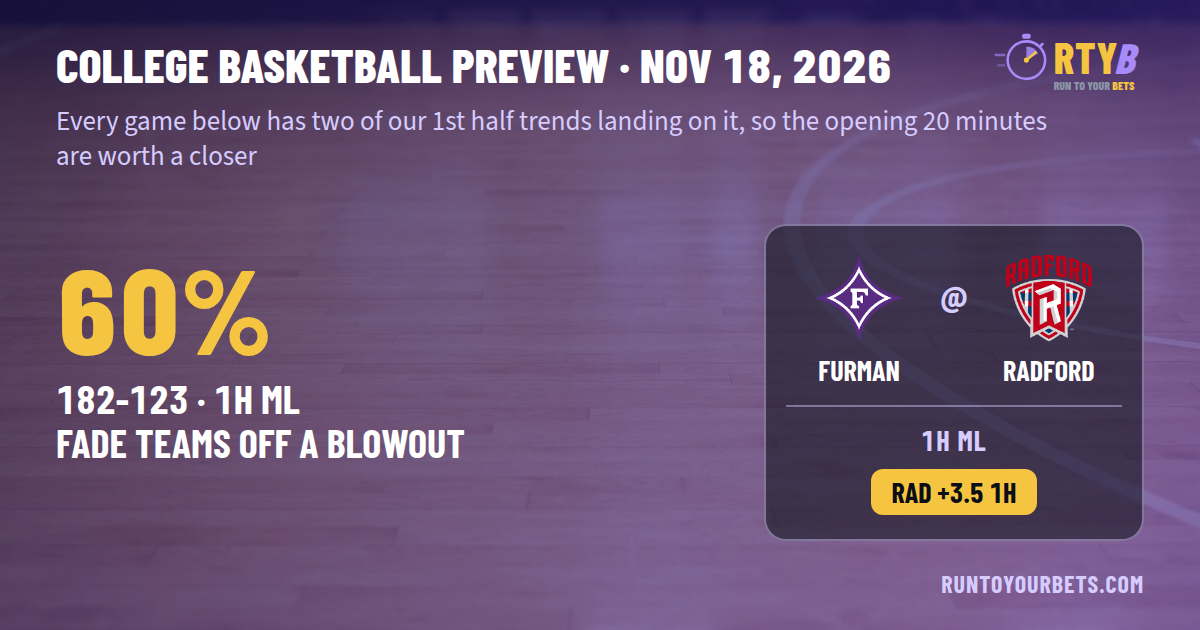 COLLEGE BASKETBALL PREVIEW · NOV 18, 2026
RTYB
RUN TO YOUR BETS
Every game below has two of our 1st half trends landing on it, so the opening 20 minutes
are worth a closer
60%
182-123 · 1H ML
FADE TEAMS OFF A BLOWOUT
F
@
RADFORD
R
FURMAN
RADFORD
1H ML
RAD +3.5 1H
RUNTOYOURBETS.COM